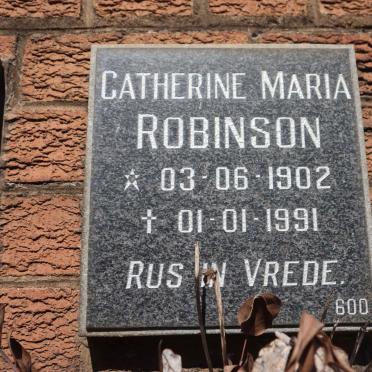 CATHERINE MARIA
ROBINSON
☆ 03-06-1902
† 01-01-1991
RUS IN VREDE.
600